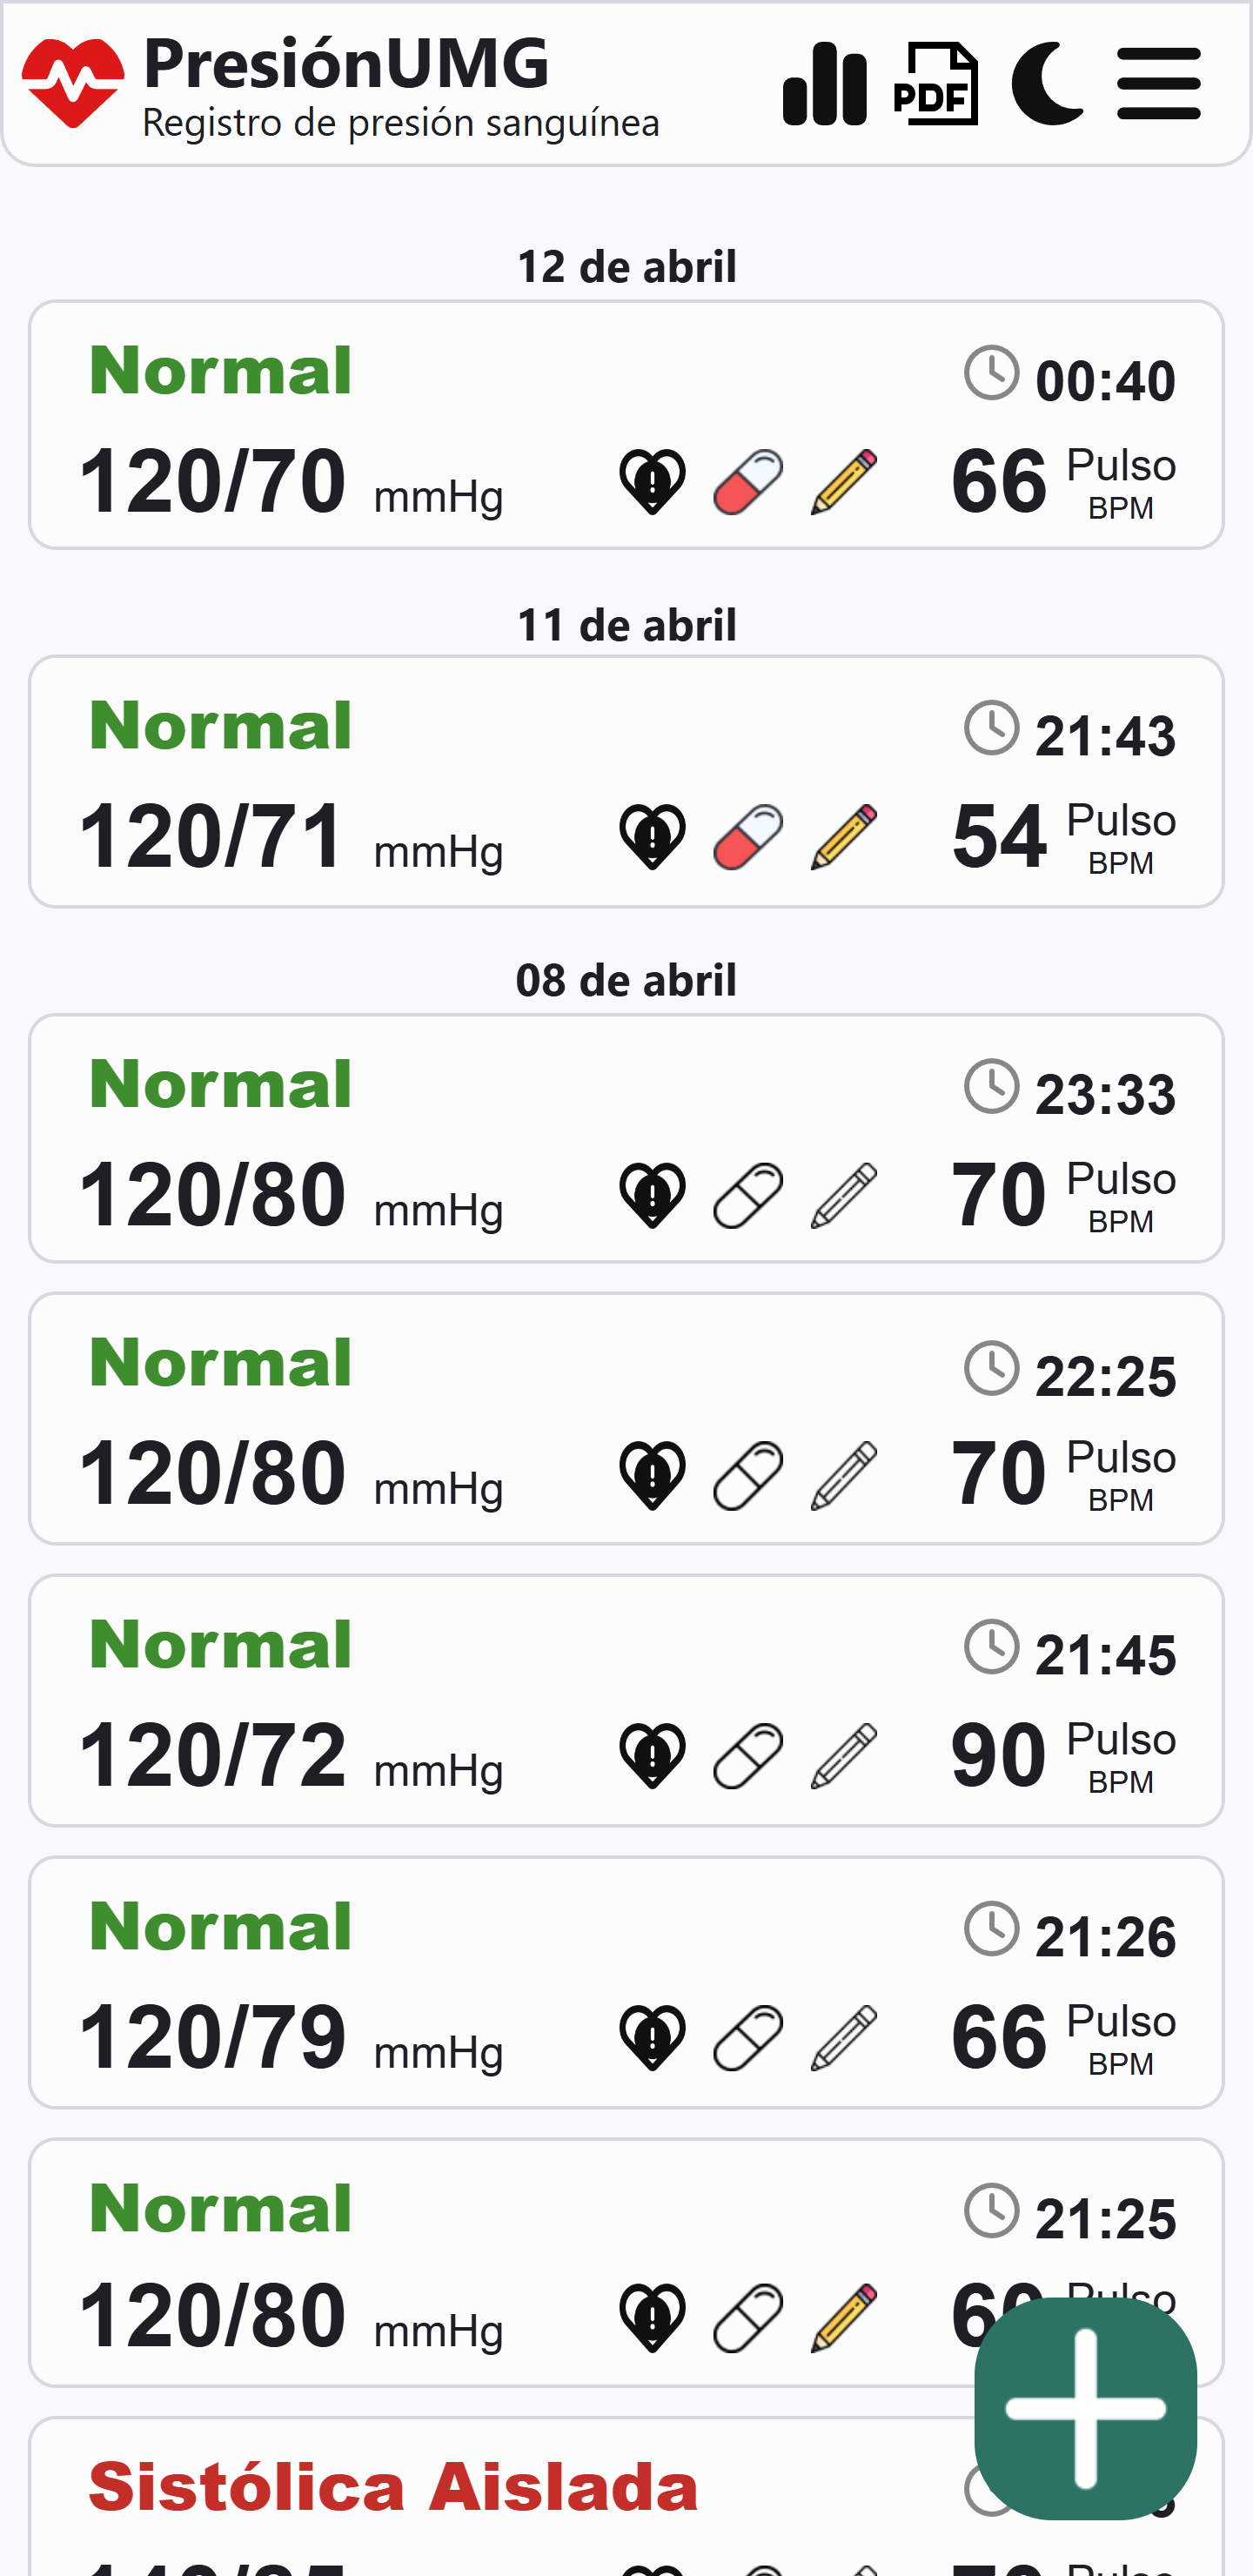 PresiónUMG
Registro de presión sanguínea
PDF
12 de abril
Normal 00:40
120/70 mmHg 66 Pulso
BPM
11 de abril
Normal 21:43
120/71 mmHg 54 Pulso
BPM
08 de abril
Normal 23:33
120/80 mmHg 70 Pulso
BPM
Normal 22:25
120/80 mmHg 70 Pulso
BPM
Normal 21:45
120/72 mmHg 90 Pulso
BPM
Normal 21:26
120/79 mmHg 66 Pulso
BPM
Normal 21:25
120/80 mmHg Pulso
Sistólica Aislada
Pulso